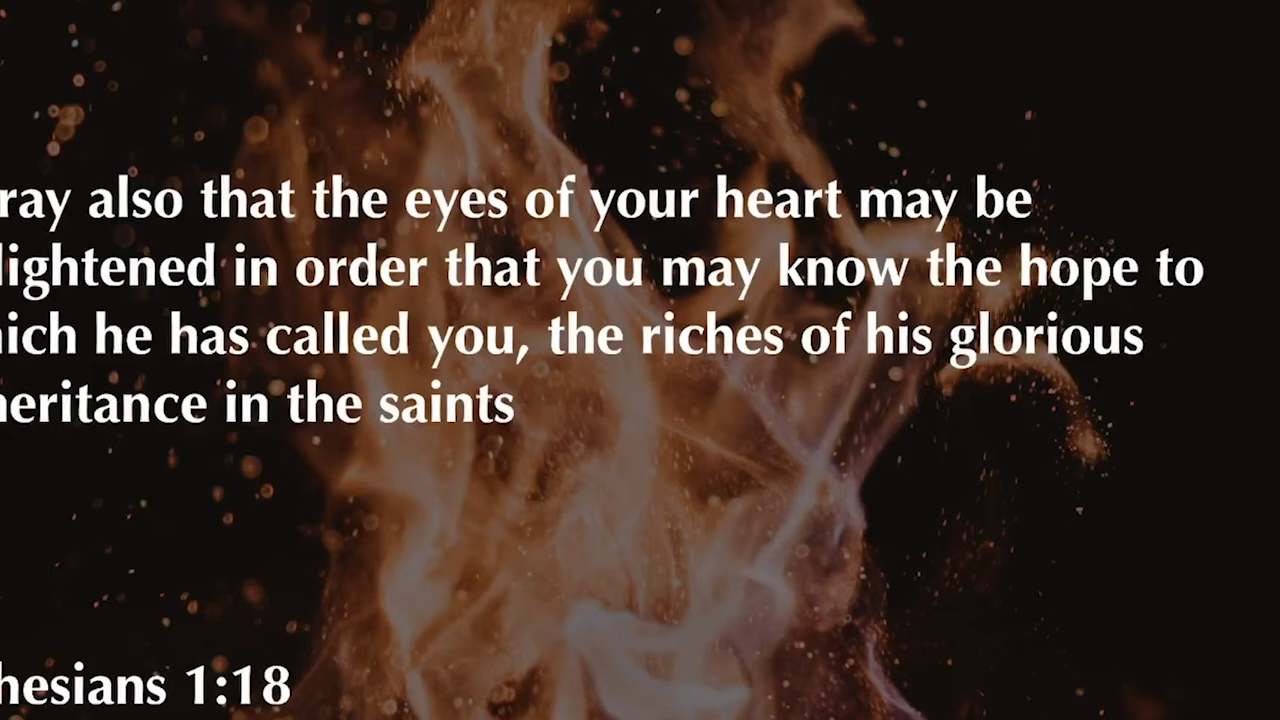 ray also that the eyes of your heart may be
lightened in order that you may know the hope to
ich he has called you, the riches of his glorious
heritance in the saints
hesians 1:18